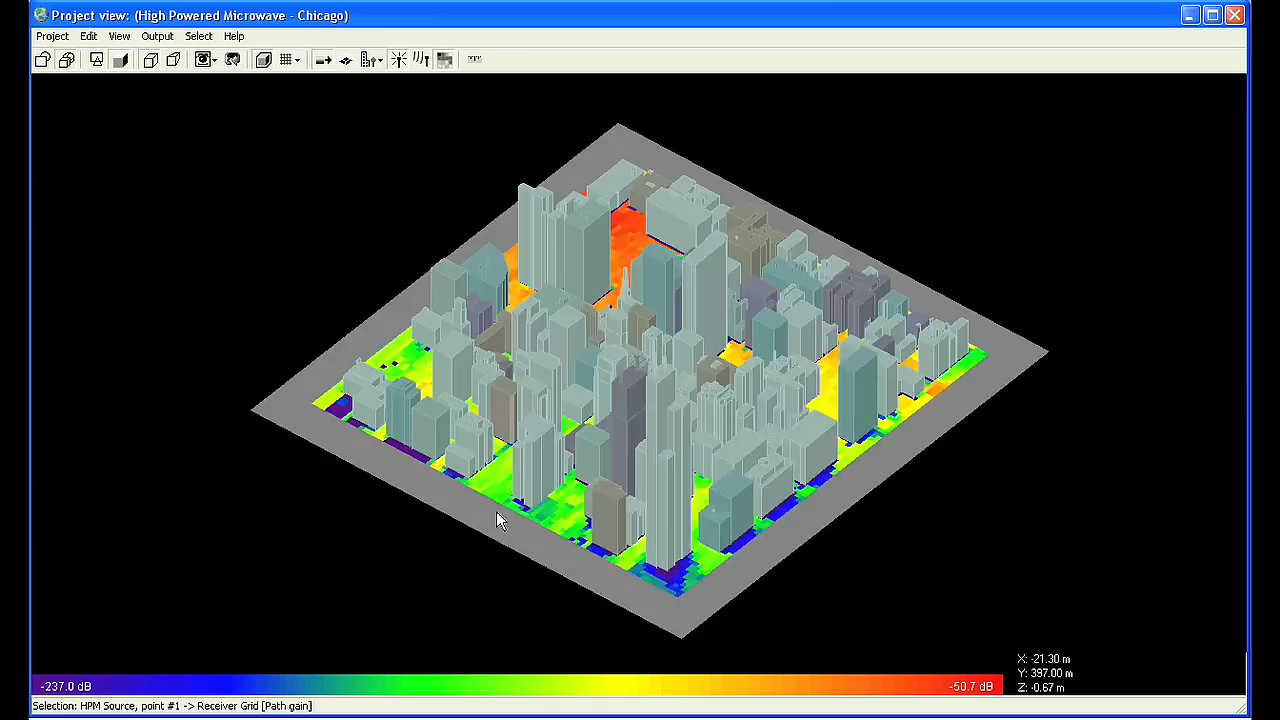 Project view: (High Powered Microwave - Chicago)
Project Edit View Output Select Help
X: -21.30 m
Y: 397.00 m
Z: -0.67 m
-237.0 dB -50.7 dB
Selection: HPM Source, point #1 -> Receiver Grid [Path gain]